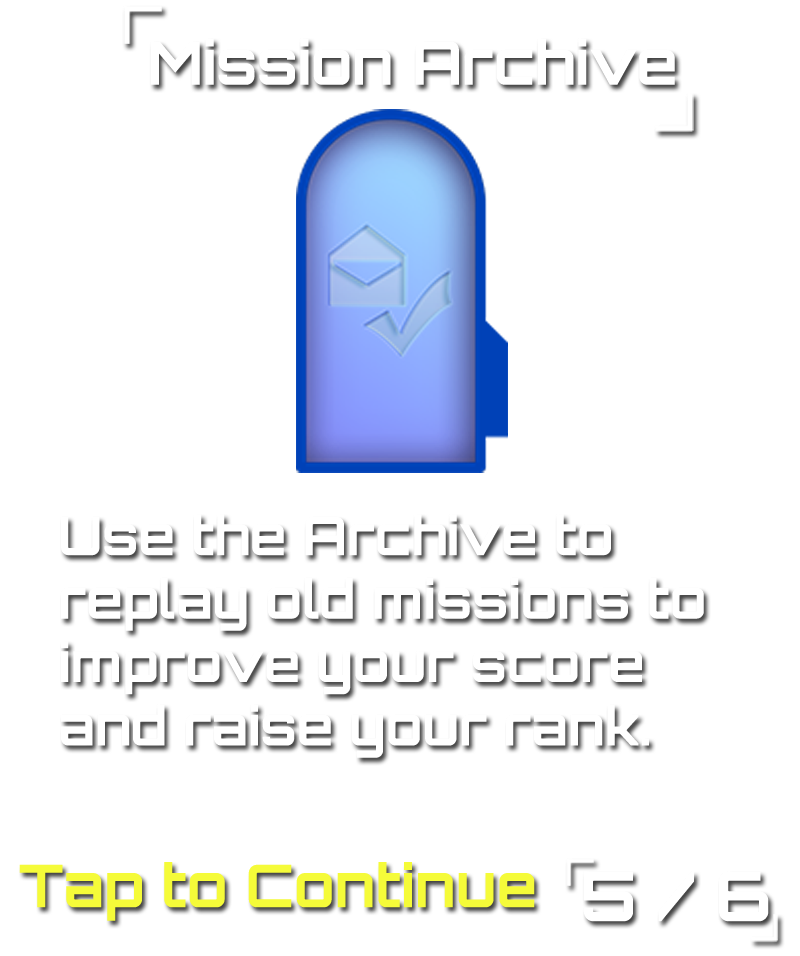 Mission Archive
Use the Archive to
replay old missions to
improve your score
and raise your rank.
Tap to Continue 5 / 6